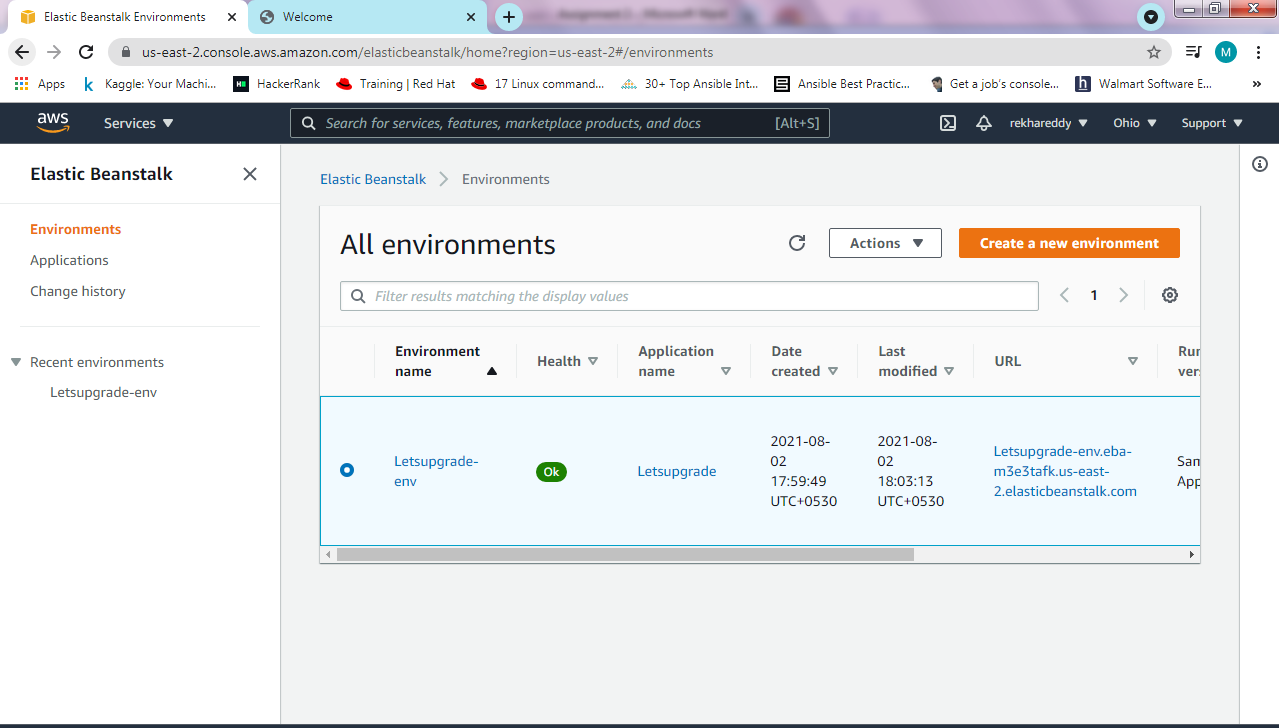 Elastic Beanstalk Environments
Welcome
us-east-2.console.aws.amazon.com/elasticbeanstalk/home?region=us-east-2#/environments
M
Apps
Kaggle: Your Machi...
HackerRank
Training | Red Hat
17 Linux command...
30+ Top Ansible Int...
Ansible Best Practic...
Get a job's console...
Walmart Software E...
»
aws
Services
Search for services, features, marketplace products, and docs
[Alt+S]
rekhareddy
Ohio
Support
Elastic Beanstalk
Environments
Applications
Change history
Recent environments
Letsupgrade-env
Elastic Beanstalk
Environments
All environments
Actions
Create a new environment
Filter results matching the display values
1
Environment
name
Health
Application
name
Date
created
Last
modified
URL
Letsupgrade-
env
Ok
Letsupgrade
2021-08-
02
17:59:49
UTC+0530
2021-08-
02
18:03:13
UTC+0530
Letsupgrade-env.eba-
m3e3tafk.us-east-
2.elasticbeanstalk.com